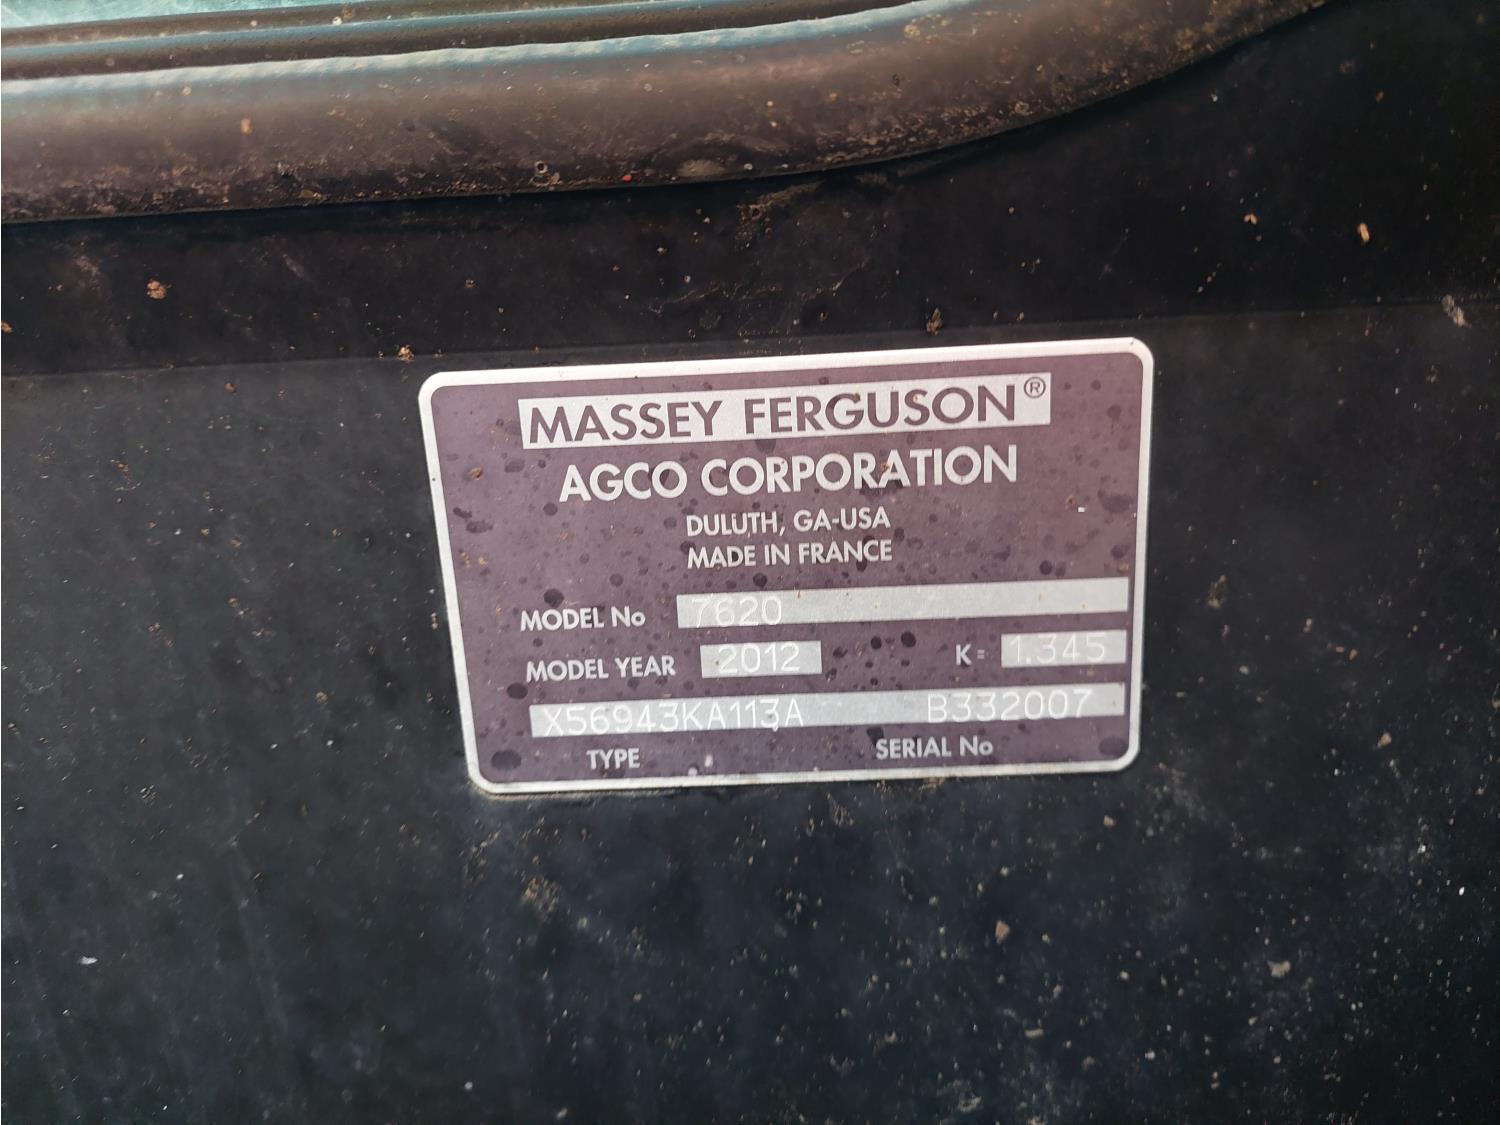 MASSEY FERGUSON®
AGCO CORPORATION
DULUTH, GA-USA
MADE IN FRANCE
MODEL No 7620
MODEL YEAR 2012 K= 1.345
X56943KA113A B332007
TYPE SERIAL No